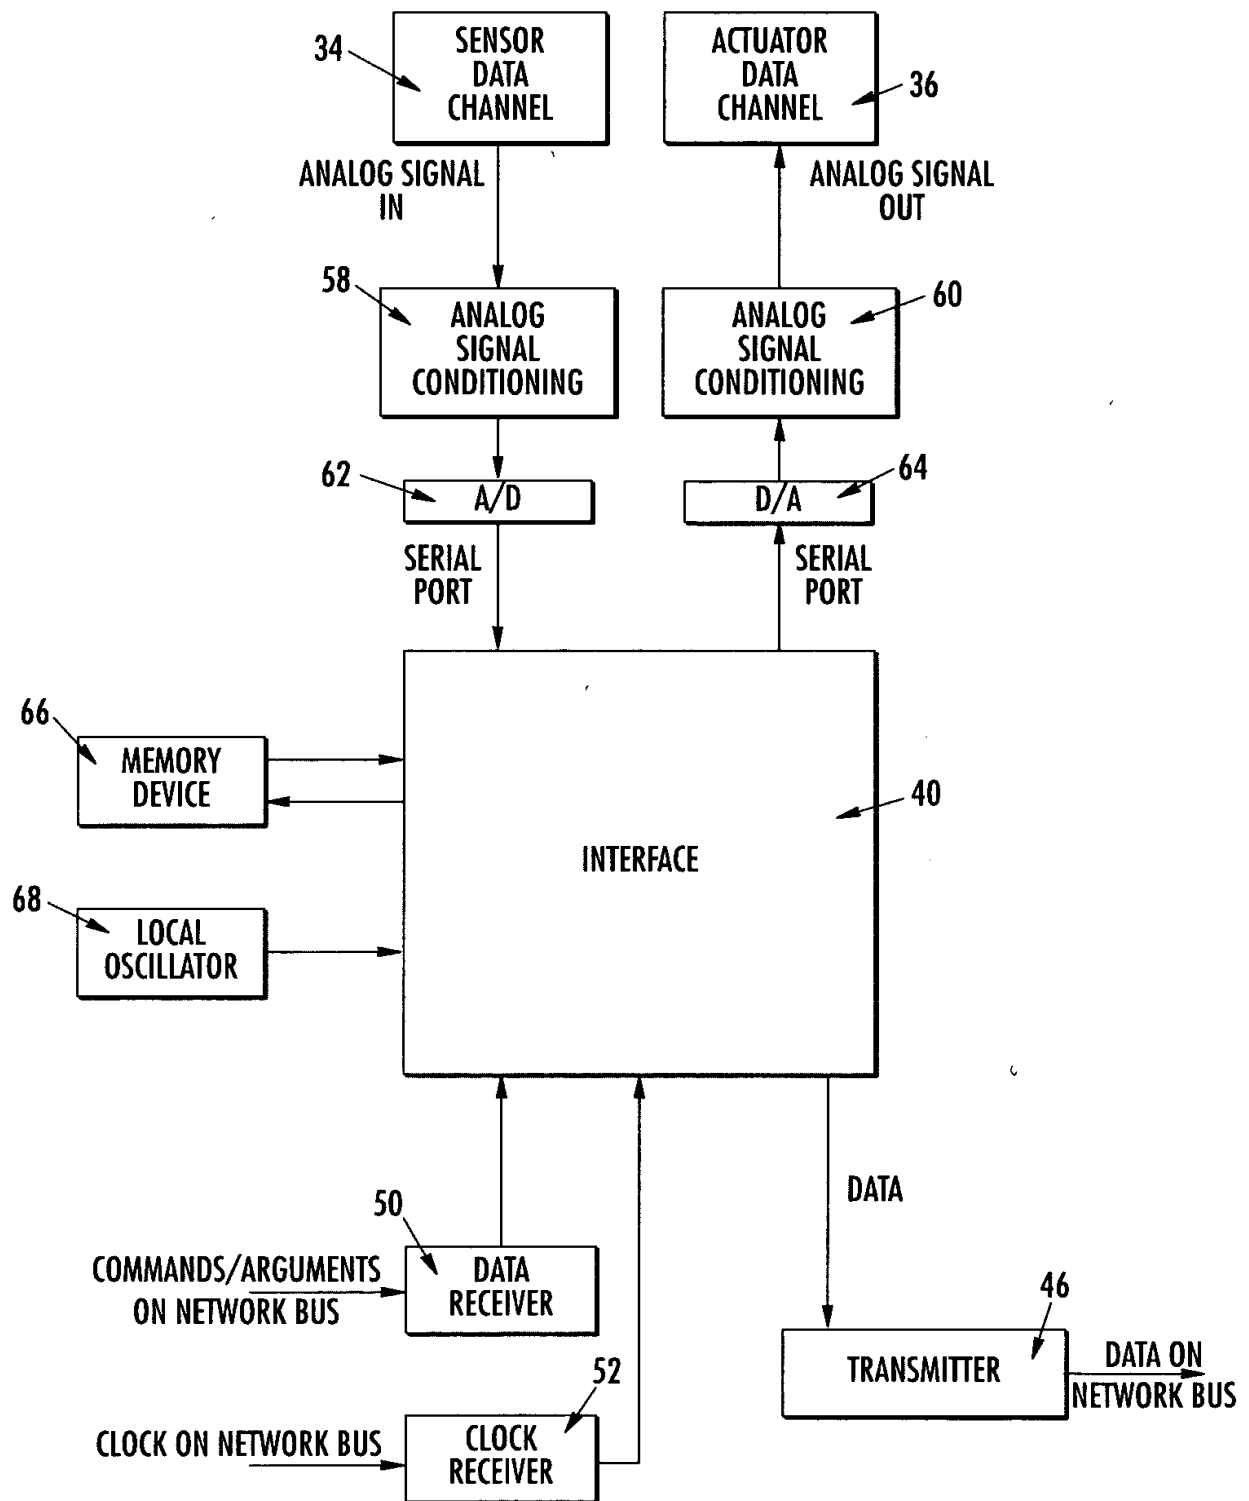 34
SENSOR
DATA
CHANNEL
ACTUATOR
DATA
CHANNEL
36
ANALOG SIGNAL
IN
ANALOG SIGNAL
OUT
58
ANALOG
SIGNAL
CONDITIONING
ANALOG
SIGNAL
CONDITIONING
60
62
A/D
D/A
64
SERIAL
PORT
SERIAL
PORT
66
MEMORY
DEVICE
40
INTERFACE
68
LOCAL
OSCILLATOR
DATA
50
COMMANDS/ARGUMENTS
ON NETWORK BUS
DATA
RECEIVER
46
TRANSMITTER
DATA ON
NETWORK BUS
52
CLOCK ON NETWORK BUS
CLOCK
RECEIVER